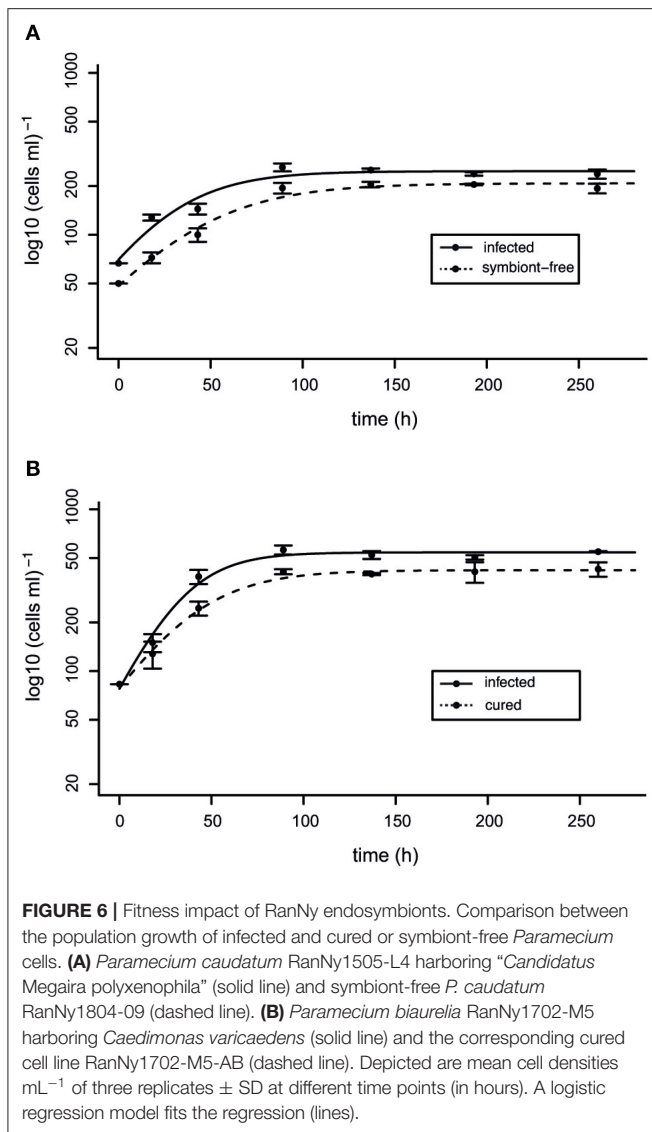 A
log10 (cells ml)−1
1000
500
200
100
50
20
infected
symbiont−free
0 50 100 150 200 250
time (h)
B
log10 (cells ml)−1
1000
500
200
100
50
20
infected
cured
0 50 100 150 200 250
time (h)
FIGURE 6 | Fitness impact of RanNy endosymbionts. Comparison between
the population growth of infected and cured or symbiont-free Paramecium
cells. (A) Paramecium caudatum RanNy1505-L4 harboring “Candidatus
Megaira polyxenophila” (solid line) and symbiont-free P. caudatum
RanNy1804-09 (dashed line). (B) Paramecium biaurelia RanNy1702-M5
harboring Caedimonas varicaedens (solid line) and the corresponding cured
cell line RanNy1702-M5-AB (dashed line). Depicted are mean cell densities
mL−1 of three replicates ± SD at different time points (in hours). A logistic
regression model fits the regression (lines).